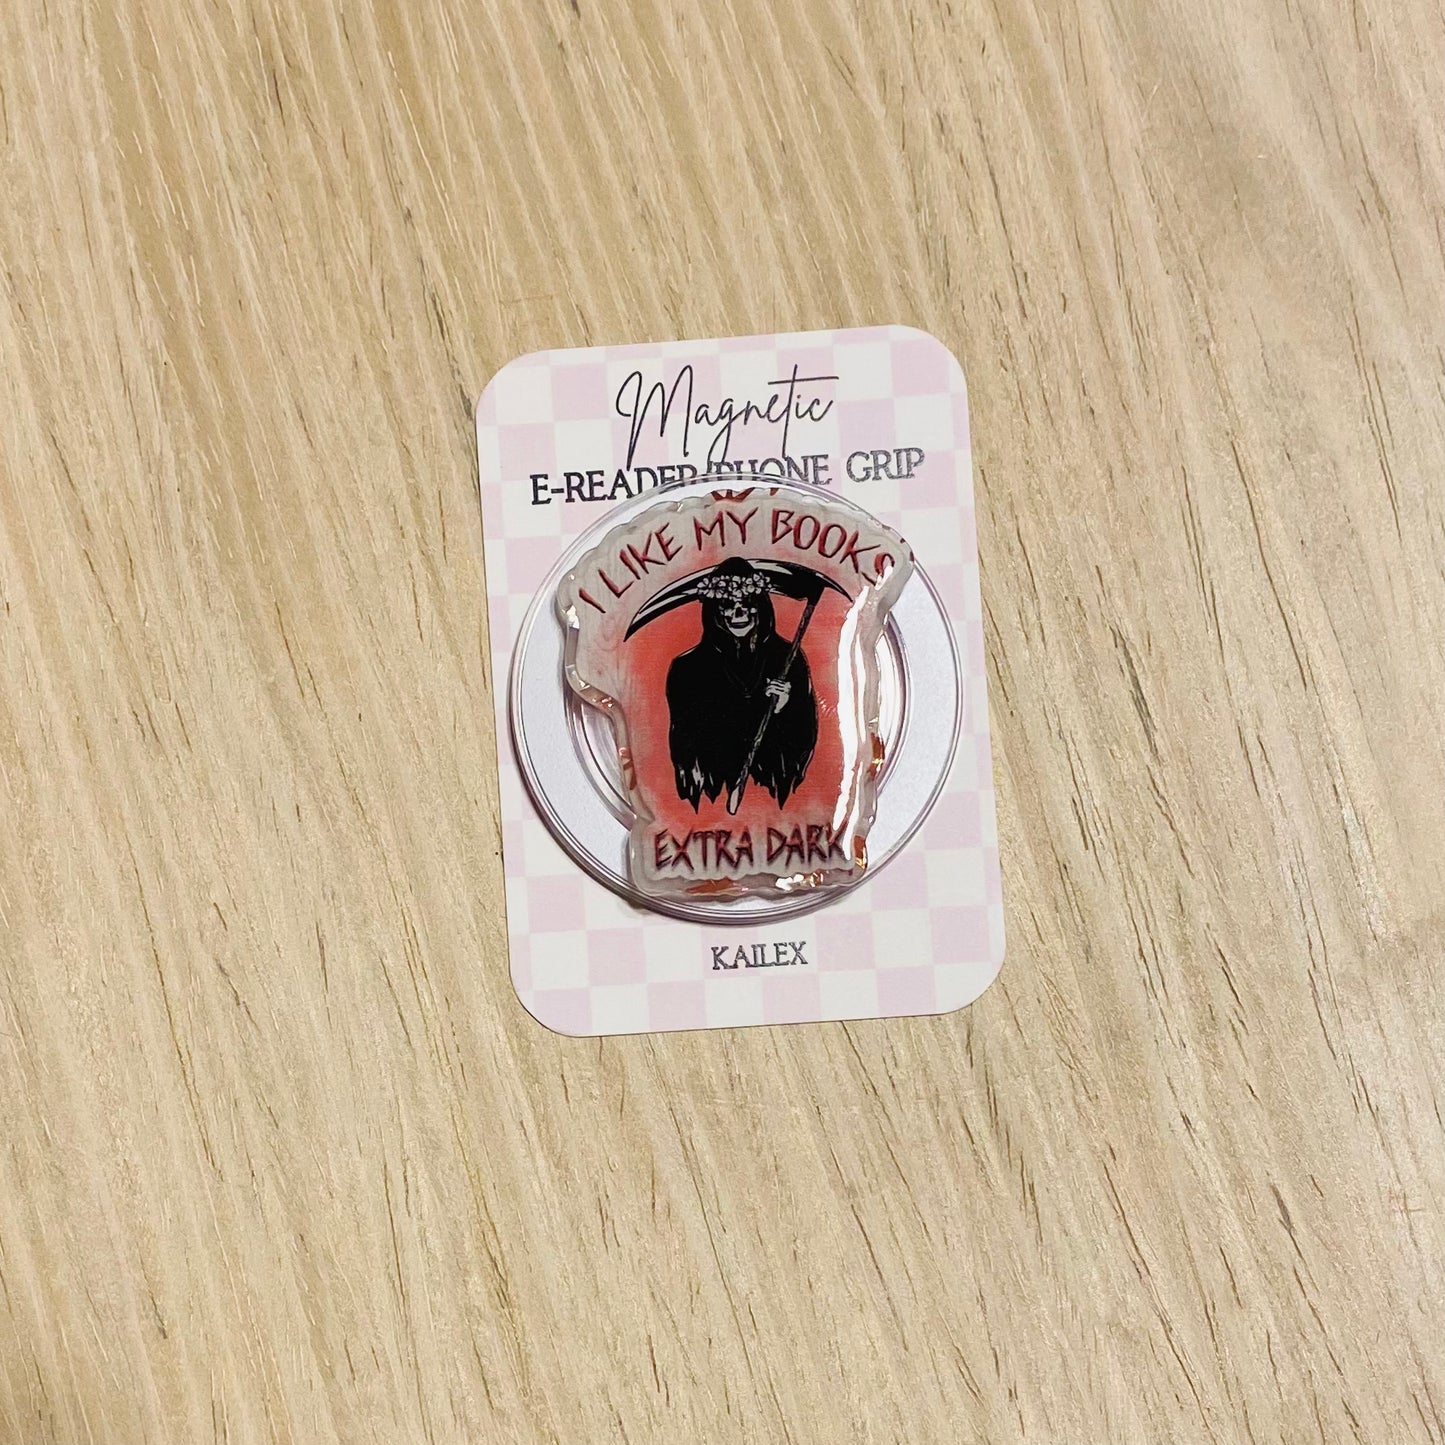 Magnetic
E-READER/PHONE GRIP
I LIKE MY BOOKS
EXTRA DARK
KAILEX